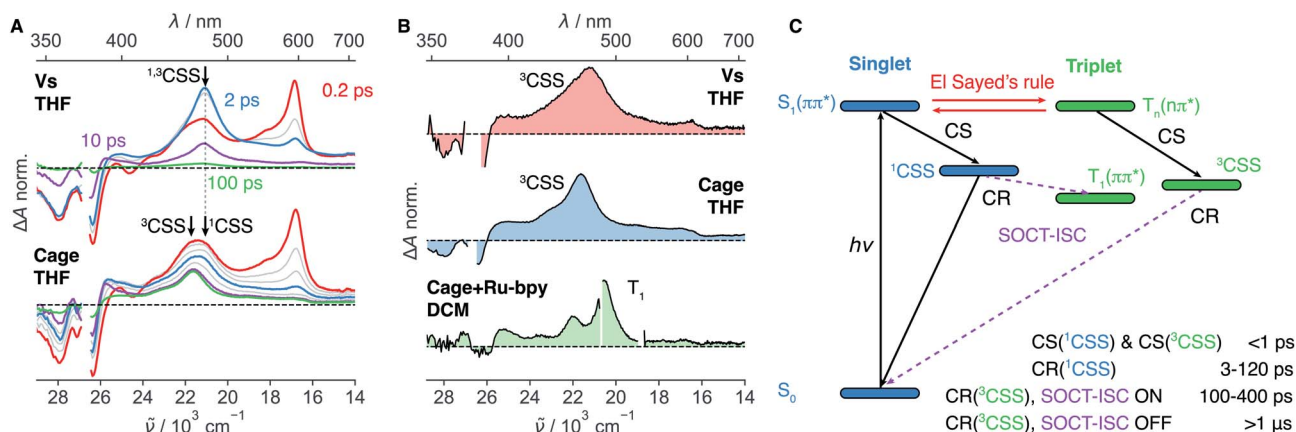 A
λ / nm
350 400 500 600 700
Vs
THF
1,3CSS
2 ps
0.2 ps
10 ps
100 ps
ΔA norm.
Cage
THF
3CSS
1CSS
28 26 24 22 20 18 16 14
ν̃ / 10³ cm⁻¹
B
λ / nm
350 400 500 600 700
³CSS
Vs
THF
³CSS
Cage
THF
ΔA norm.
Cage+Ru-bpy
DCM
T₁
28 26 24 22 20 18 16 14
ν̃ / 10³ cm⁻¹
C
Singlet
Triplet
El Sayed's rule
S₁(ππ*)
Tₙ(nπ*)
CS
CS
¹CSS
³CSS
T₁(ππ*)
CR
CR
SOCT-ISC
hν
S₀
CS(¹CSS) & CS(³CSS) <1 ps
CR(¹CSS) 3-120 ps
CR(³CSS), SOCT-ISC ON 100-400 ps
CR(³CSS), SOCT-ISC OFF >1 µs